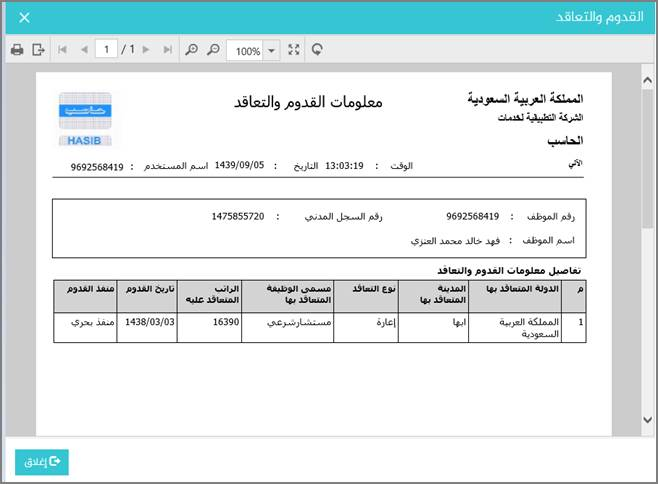 القدوم والتعاقد
1 / 1
100%
المملكة العربية السعودية
معلومات القدوم والتعاقد
حاسب
الشركة التطبيقية لخدمات
الحاسب
HASIB
الآلي
الوقت : 13:03:19 التاريخ : 1439/09/05 اسم المستخدم : 9692568419
رقم الموظف : 9692568419 رقم السجل المدني : 1475855720
اسم الموظف : فهد خالد محمد العنزي
تفاصيل معلومات القدوم والتعاقد
م الدولة المتعاقد بها المدينة المتعاقد بها نوع التعاقد مسمى الوظيفة المتعاقد بها الراتب المتعاقد عليه تاريخ القدوم منفذ القدوم
1 المملكة العربية السعودية ابها إعارة مستشارشرعي 16390 1438/03/03 منفذ بحري
إغلاق